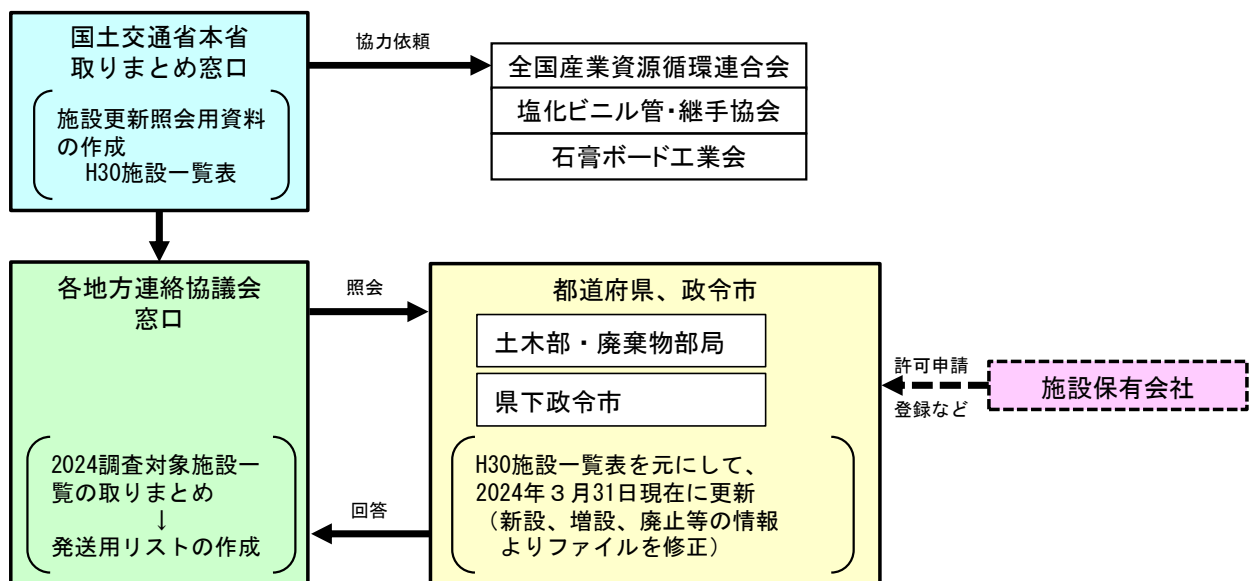 国土交通省本省
取りまとめ窓口
施設更新照会用資料
の作成
H30施設一覧表
協力依頼
全国産業資源循環連合会
塩化ビニル管・継手協会
石膏ボード工業会
各地方連絡協議会
窓口
2024調査対象施設一
覧の取りまとめ
↓
発送用リストの作成
照会
回答
都道府県、政令市
土木部・廃棄物部局
県下政令市
H30施設一覧表を元にして、
2024年３月31日現在に更新
（新設、増設、廃止等の情報
よりファイルを修正）
許可申請
登録など
施設保有会社